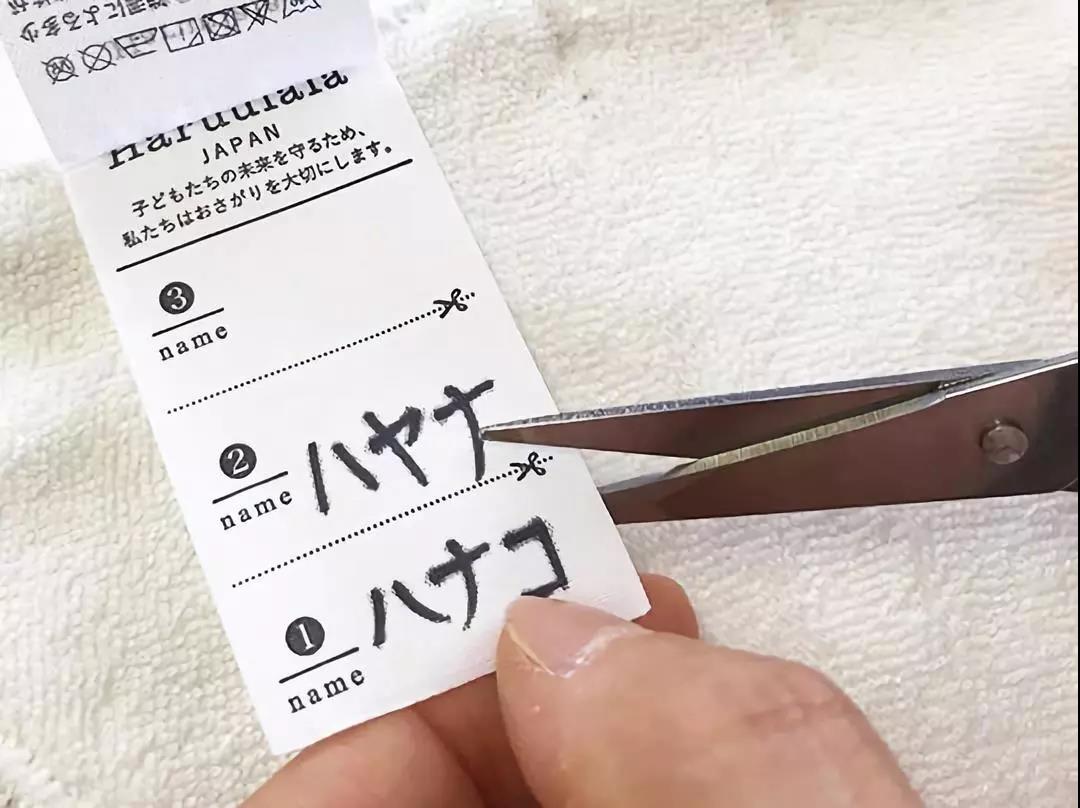 Haruulala
JAPAN
子どもたちの未来を守るため、
私たちはおさがりを大切にします。
3
name
2
ハヤナ
name
1
ハナコ
name